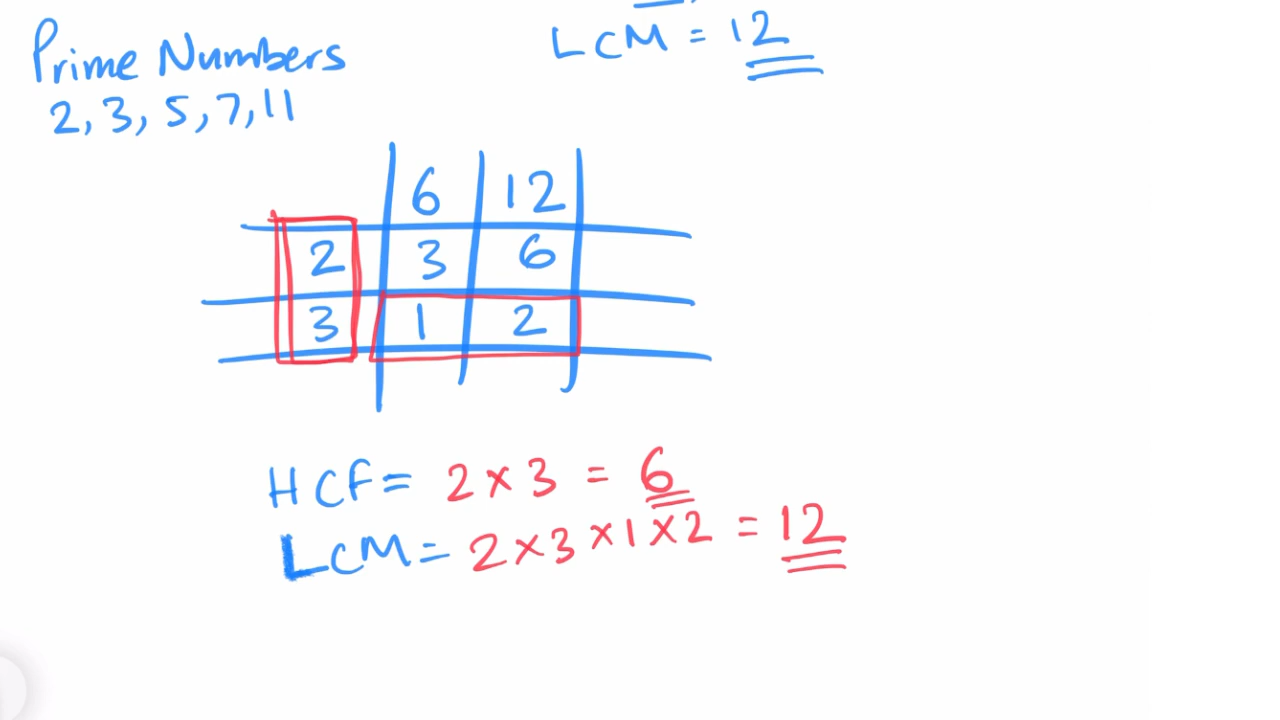 LCM = 12
Prime Numbers
2, 3, 5, 7, 11
6 12
2 3 6
3 1 2
HCF = 2 × 3 = 6
LCM = 2 × 3 × 1 × 2 = 12